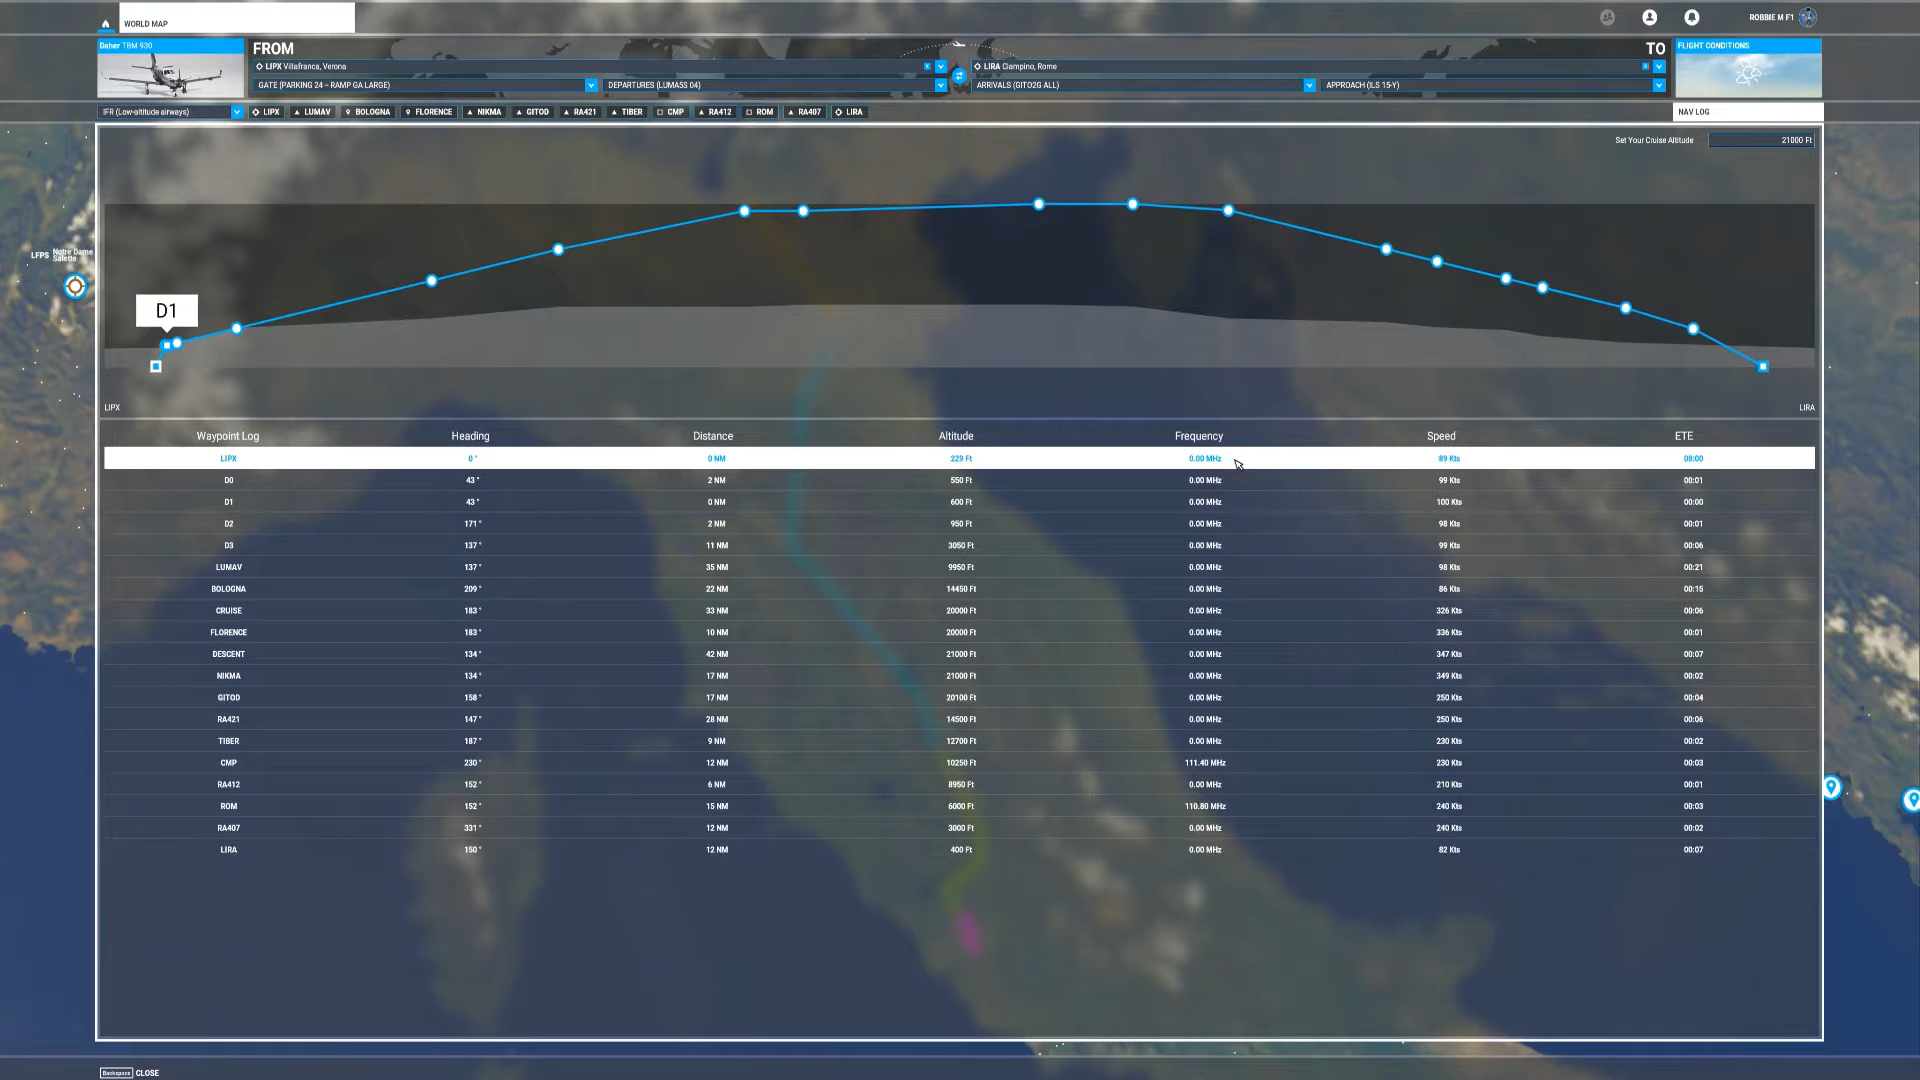 WORLD MAP
ROBBIE M F1
Daher TBM 930
FROM
TO
FLIGHT CONDITIONS
LIPX Villafranca, Verona
LIRA Ciampino, Rome
GATE (PARKING 24 – RAMP GA LARGE)
DEPARTURES (LUMA5S 04)
ARRIVALS (GITO2G ALL)
APPROACH (ILS 15-Y)
IFR (Low-altitude airways)
LIPX LUMAV BOLOGNA FLORENCE NIKMA GITOD RA421 TIBER CMP RA412 ROM RA407 LIRA
NAV LOG
Set Your Cruise Altitude 21000 Ft
LFPS Notre Dame Salette
D1
LIPX LIRA
Waypoint Log Heading Distance Altitude Frequency Speed ETE
LIPX 0 ° 0 NM 229 Ft 0.00 MHz 89 Kts 00:00
D0 43 ° 2 NM 550 Ft 0.00 MHz 99 Kts 00:01
D1 43 ° 0 NM 600 Ft 0.00 MHz 100 Kts 00:00
D2 171 ° 2 NM 950 Ft 0.00 MHz 98 Kts 00:01
D3 137 ° 11 NM 3050 Ft 0.00 MHz 99 Kts 00:06
LUMAV 137 ° 35 NM 9950 Ft 0.00 MHz 98 Kts 00:21
BOLOGNA 209 ° 22 NM 14450 Ft 0.00 MHz 86 Kts 00:15
CRUISE 183 ° 33 NM 20000 Ft 0.00 MHz 326 Kts 00:06
FLORENCE 183 ° 10 NM 20000 Ft 0.00 MHz 336 Kts 00:01
DESCENT 134 ° 42 NM 21000 Ft 0.00 MHz 347 Kts 00:07
NIKMA 134 ° 17 NM 21000 Ft 0.00 MHz 349 Kts 00:02
GITOD 158 ° 17 NM 20100 Ft 0.00 MHz 250 Kts 00:04
RA421 147 ° 28 NM 14500 Ft 0.00 MHz 250 Kts 00:06
TIBER 187 ° 9 NM 12700 Ft 0.00 MHz 230 Kts 00:02
CMP 230 ° 12 NM 10250 Ft 111.40 MHz 230 Kts 00:03
RA412 152 ° 6 NM 8950 Ft 0.00 MHz 210 Kts 00:01
ROM 152 ° 15 NM 6000 Ft 110.80 MHz 240 Kts 00:03
RA407 331 ° 12 NM 3000 Ft 0.00 MHz 240 Kts 00:02
LIRA 150 ° 12 NM 400 Ft 0.00 MHz 82 Kts 00:07
Backspace CLOSE